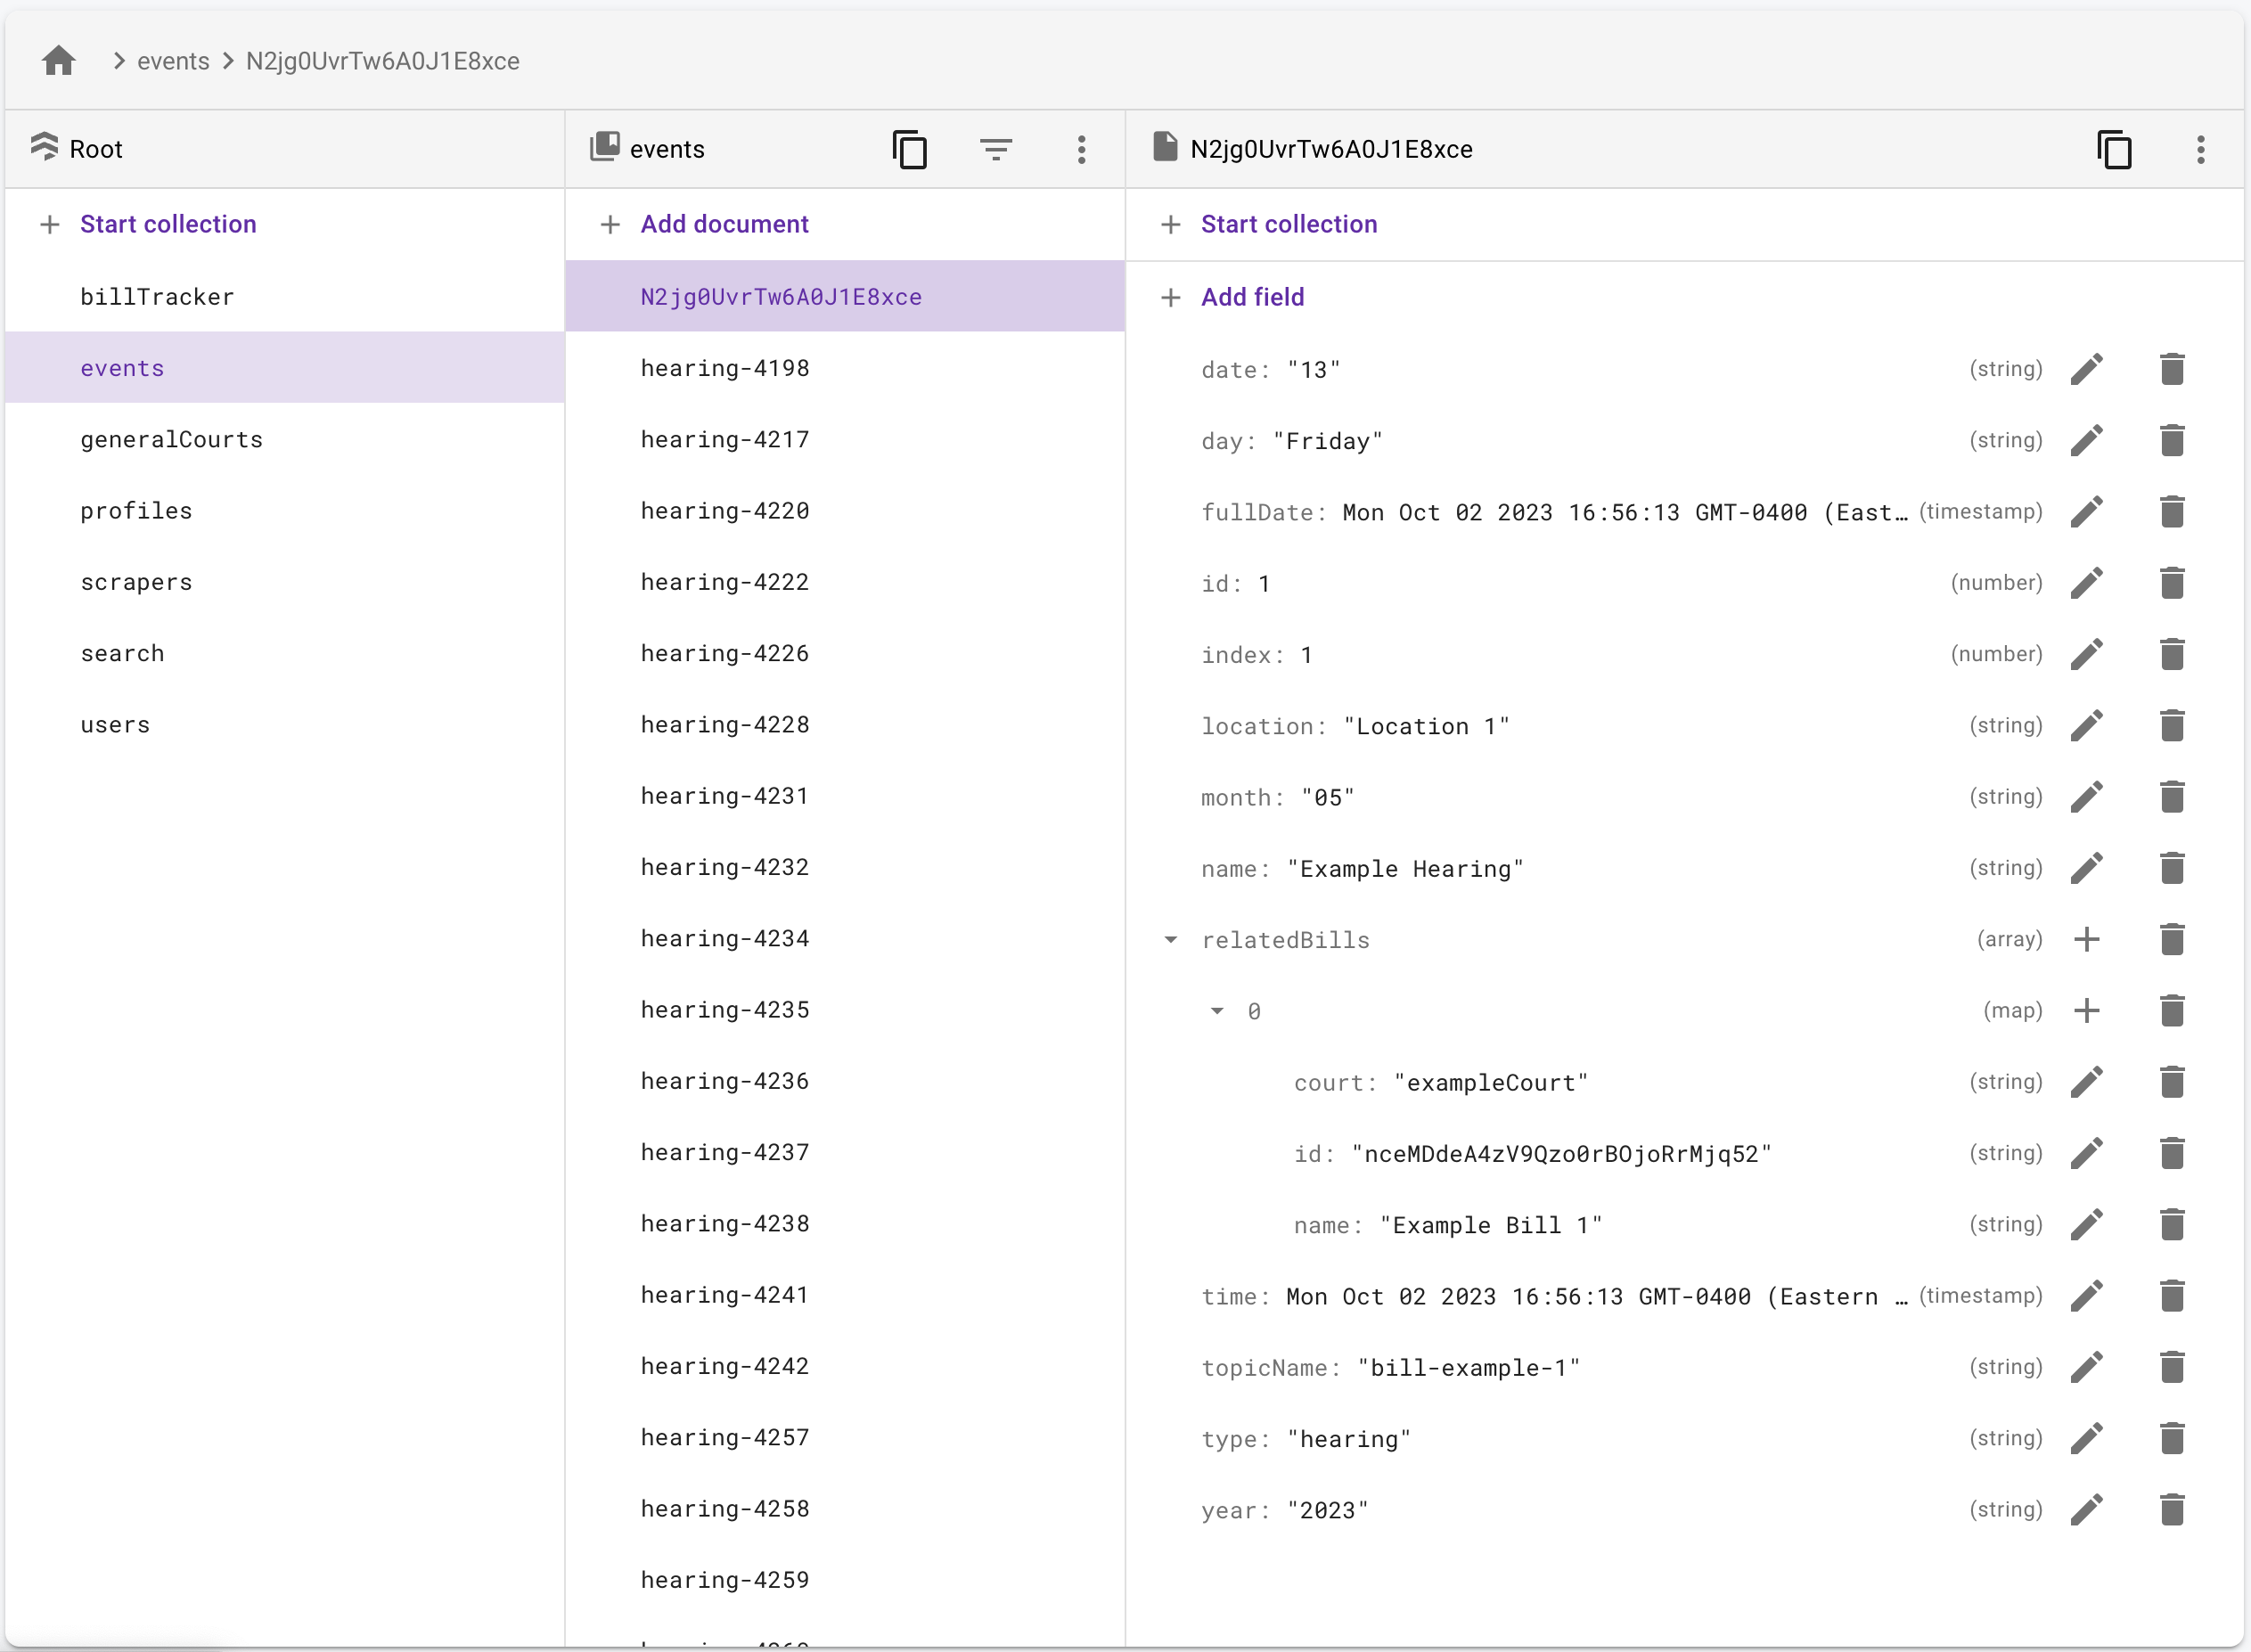 events N2jg0UvrTw6A0J1E8xce
Root
Start collection
billTracker
events
generalCourts
profiles
scrapers
search
users
events
Add document
N2jg0UvrTw6A0J1E8xce
hearing-4198
hearing-4217
hearing-4220
hearing-4222
hearing-4226
hearing-4228
hearing-4231
hearing-4232
hearing-4234
hearing-4235
hearing-4236
hearing-4237
hearing-4238
hearing-4241
hearing-4242
hearing-4257
hearing-4258
hearing-4259
N2jg0UvrTw6A0J1E8xce
Start collection
Add field
date: "13" (string)
day: "Friday" (string)
fullDate: Mon Oct 02 2023 16:56:13 GMT-0400 (East… (timestamp)
id: 1 (number)
index: 1 (number)
location: "Location 1" (string)
month: "05" (string)
name: "Example Hearing" (string)
relatedBills (array)
0 (map)
court: "exampleCourt" (string)
id: "nceMDdeA4zV9Qzo0rBOjoRrMjq52" (string)
name: "Example Bill 1" (string)
time: Mon Oct 02 2023 16:56:13 GMT-0400 (Eastern … (timestamp)
topicName: "bill-example-1" (string)
type: "hearing" (string)
year: "2023" (string)